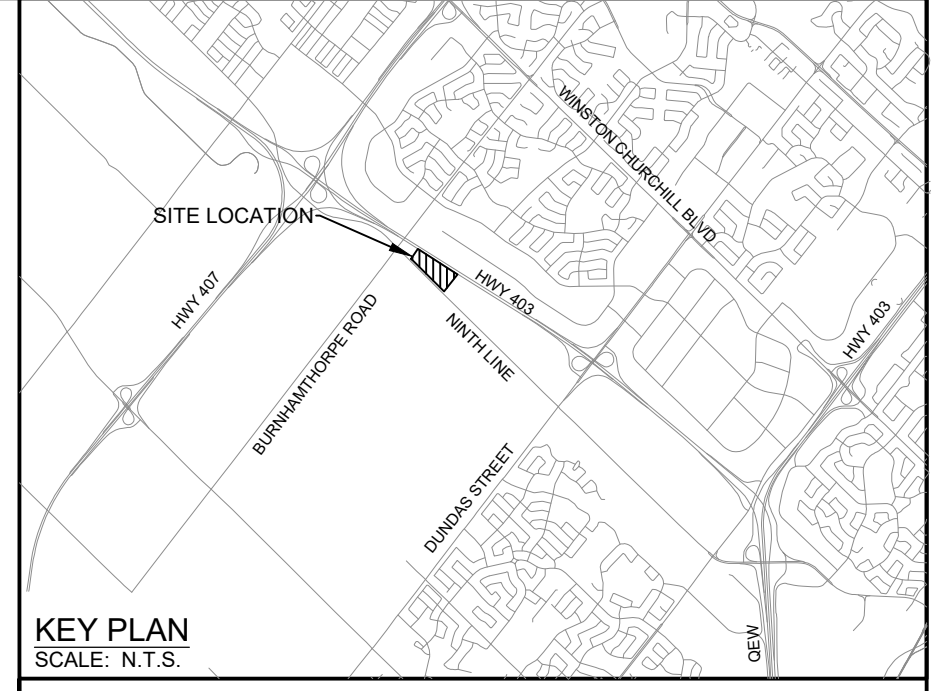 WINSTON CHURCHILL BLVD
SITE LOCATION
HWY 407
HWY 403
HWY 403
BURNHAMTHORPE ROAD
NINTH LINE
DUNDAS STREET
QEW
KEY PLAN
SCALE: N.T.S.